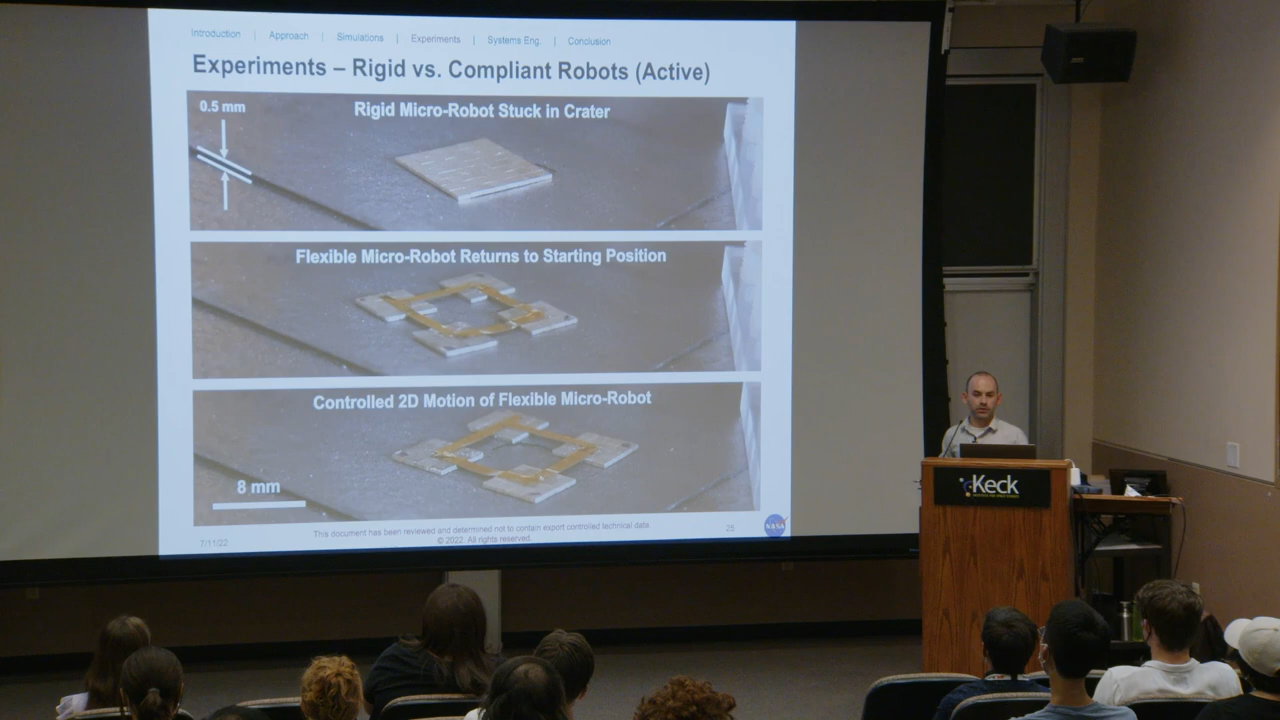 Introduction | Approach | Simulations | Experiments | Systems Eng. | Conclusion
Experiments – Rigid vs. Compliant Robots (Active)
0.5 mm
Rigid Micro-Robot Stuck in Crater
Flexible Micro-Robot Returns to Starting Position
Controlled 2D Motion of Flexible Micro-Robot
8 mm
This document has been reviewed and determined not to contain export controlled technical data.
© 2022. All rights reserved.
7/11/22
25
NASA
Keck